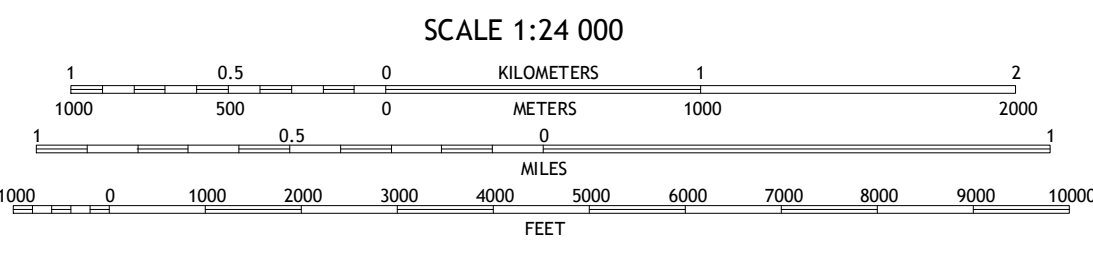 SCALE 1:24 000
1 0.5 0 KILOMETERS 1 2
1000 500 0 METERS 1000 2000
1 0.5 0 1
MILES
1000 0 1000 2000 3000 4000 5000 6000 7000 8000 9000 10000
FEET